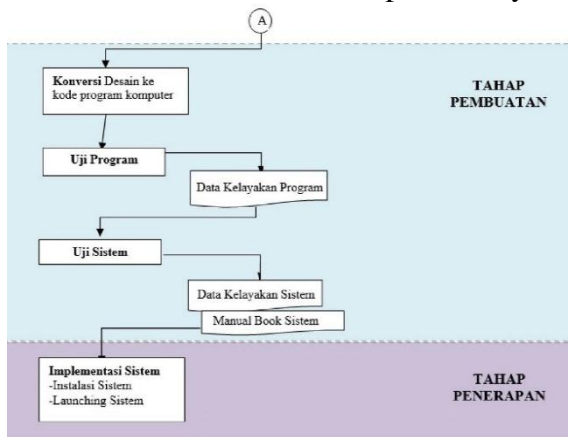 A
Konversi Desain ke
kode program komputer
TAHAP
PEMBUATAN
Uji Program
Data Kelayakan Program
Uji Sistem
Data Kelayakan Sistem
Manual Book Sistem
Implementasi Sistem
-Instalasi Sistem
-Launching Sistem
TAHAP
PENERAPAN